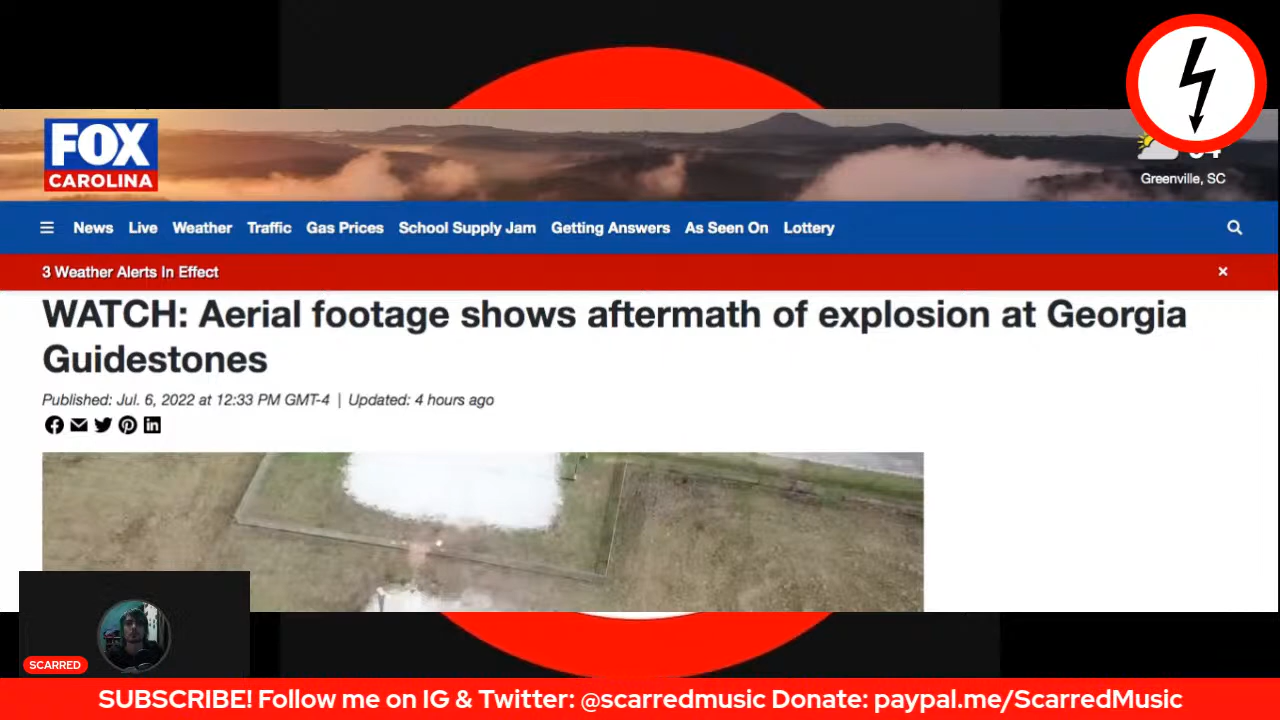 FOX
CAROLINA
Greenville, SC
News Live Weather Traffic Gas Prices School Supply Jam Getting Answers As Seen On Lottery
3 Weather Alerts In Effect
WATCH: Aerial footage shows aftermath of explosion at Georgia
Guidestones
Published: Jul. 6, 2022 at 12:33 PM GMT-4 | Updated: 4 hours ago
SCARRED
SUBSCRIBE! Follow me on IG & Twitter: @scarredmusic Donate: paypal.me/ScarredMusic